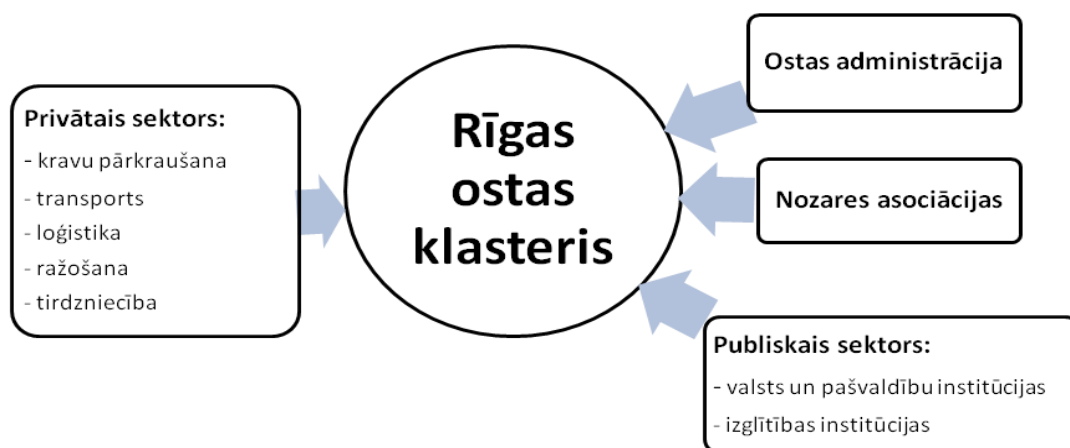 Privātais sektors:
- kravu pārkraušana
- transports
- loģistika
- ražošana
- tirdzniecība
Rīgas
ostas
klasteris
Ostas administrācija
Nozares asociācijas
Publiskais sektors:
- valsts un pašvaldību institūcijas
- izglītības institūcijas